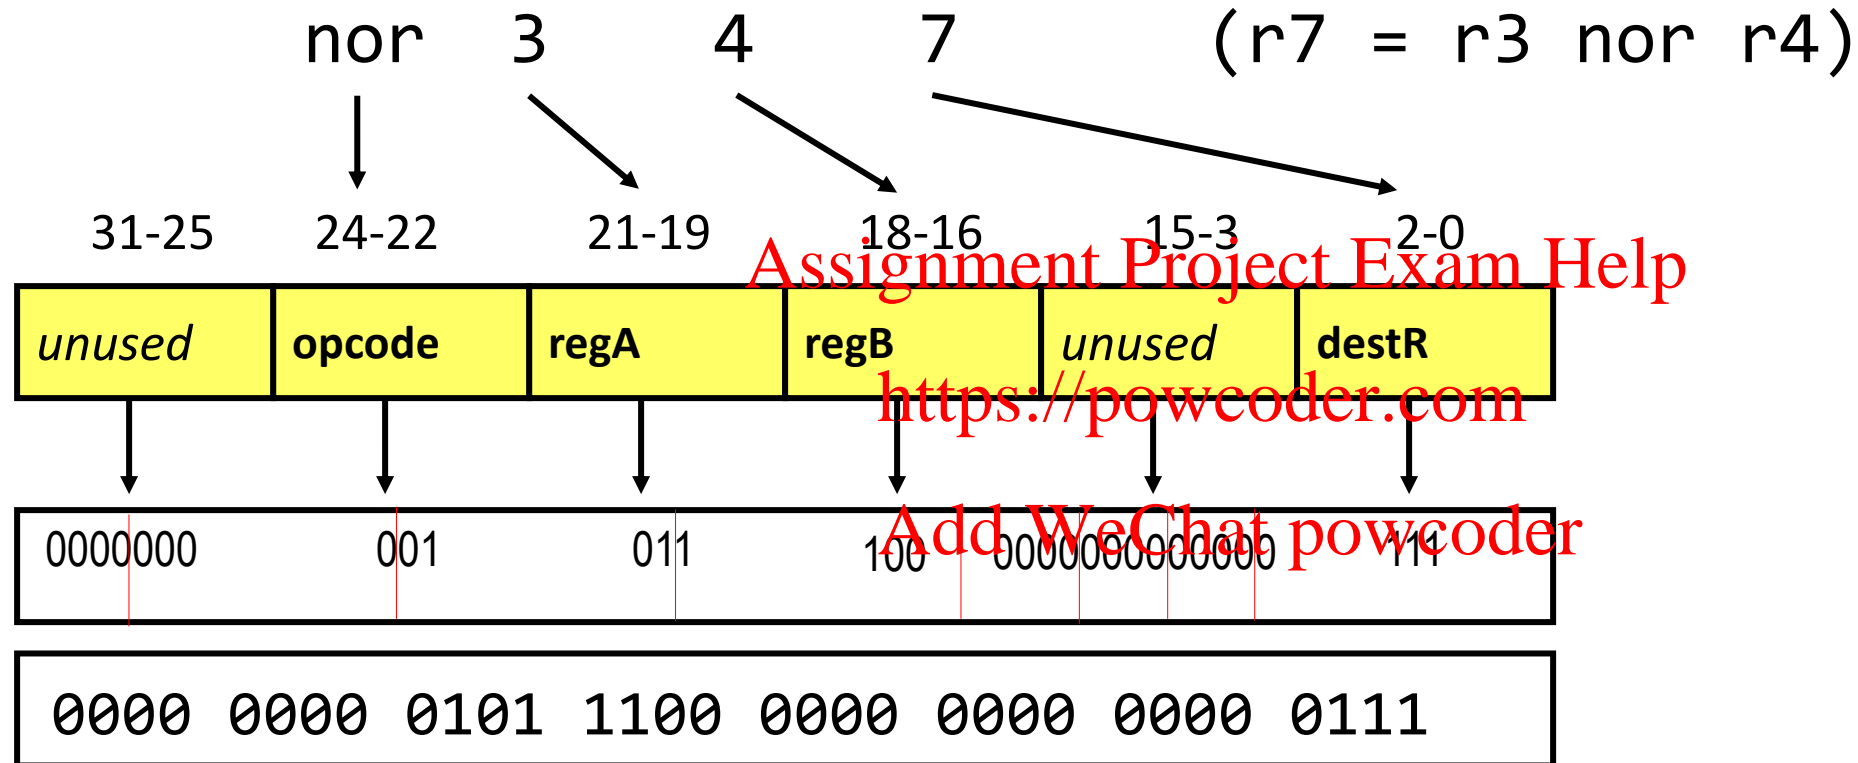 nor 3 4 7 (r7 = r3 nor r4)
31-25 24-22 21-19 18-16 15-3 2-0
Assignment Project Exam Help
unused opcode regA regB unused destR
https://powcoder.com
Add WeChat powcoder
0000000 001 011 100 0000000000000 111
0000 0000 0101 1100 0000 0000 0000 0111